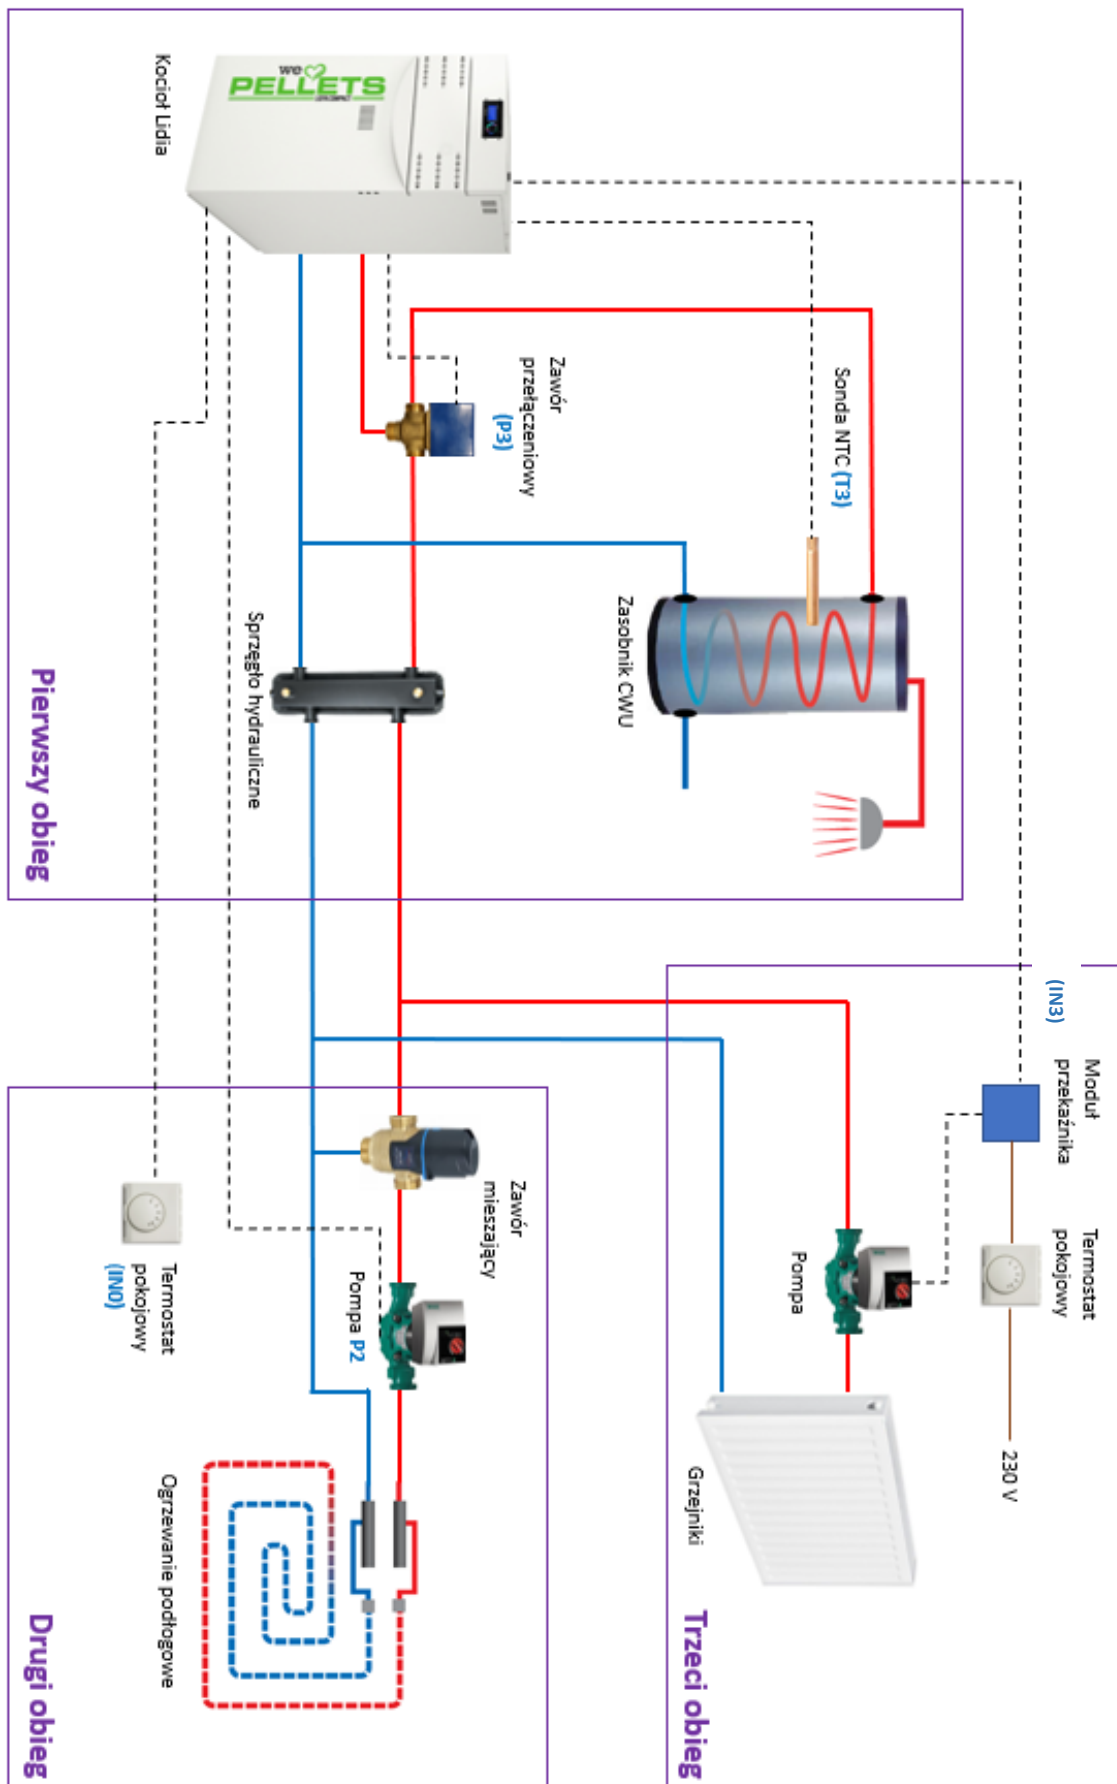 we
PELLETS
Kocioł Lidia
Zawór
przełączeniowy
(P3)
Sonda NTC (T3)
Zasobnik CWU
Sprzęgło hydrauliczne
Pierwszy obieg
(IN3)
Moduł
przekaźnika
Termostat
pokojowy
230 V
Pompa
Grzejniki
Trzeci obieg
Zawór
mieszający
Pompa P2
Termostat
pokojowy
(IN0)
Ogrzewanie podłogowe
Drugi obieg